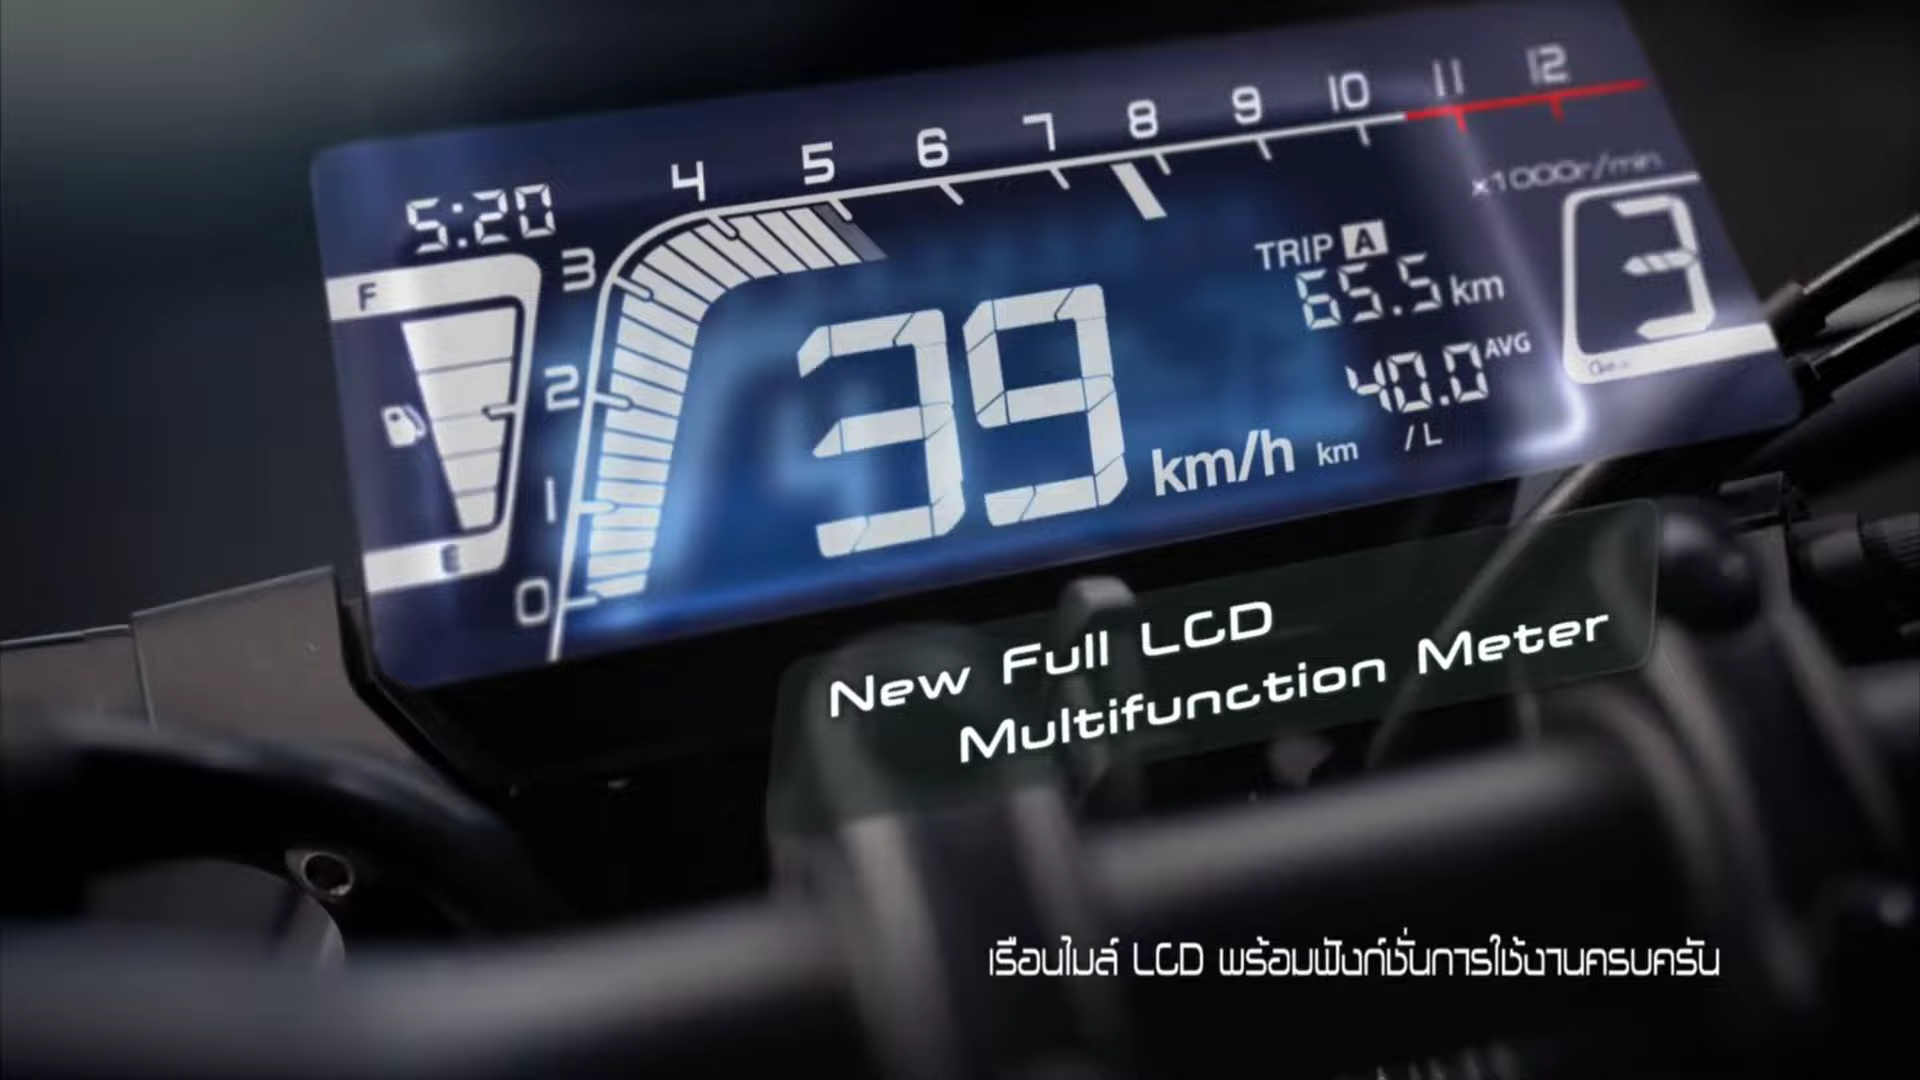 4 5 6 7 8 9 10 11 12
x1000r/min
5:20
3
F
TRIP A
65.5 km
3
2
39 km/h
40.0 AVG
km / L
1
E
0
New Full LCD
Multifunction Meter
เรือนไมล์ LCD พร้อมฟังก์ชั่นการใช้งานครบครัน